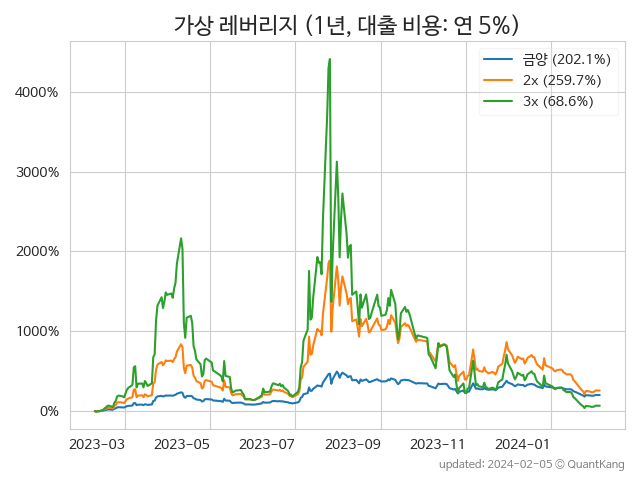 가상 레버리지 (1년, 대출 비용: 연 5%)
금양 (202.1%)
2x (259.7%)
3x (68.6%)
4000%
3000%
2000%
1000%
0%
2023-03 2023-05 2023-07 2023-09 2023-11 2024-01
updated: 2024-02-05 © QuantKang